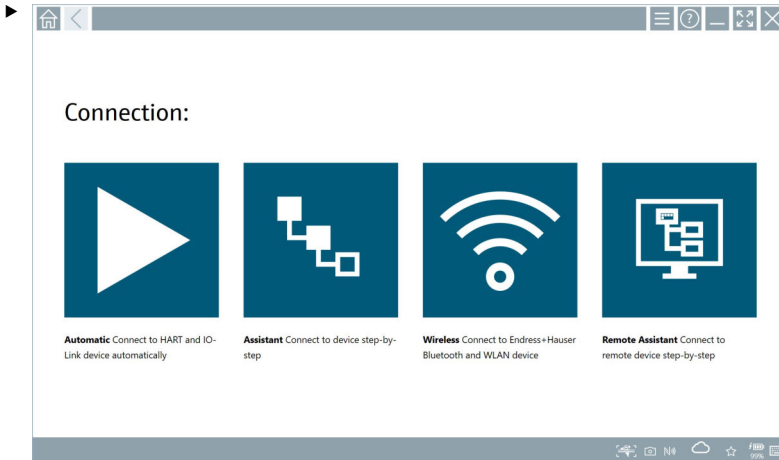 Connection:
Automatic Connect to HART and IO-
Link device automatically
Assistant Connect to device step-by-
step
Wireless Connect to Endress+Hauser
Bluetooth and WLAN device
Remote Assistant Connect to
remote device step-by-step
99%